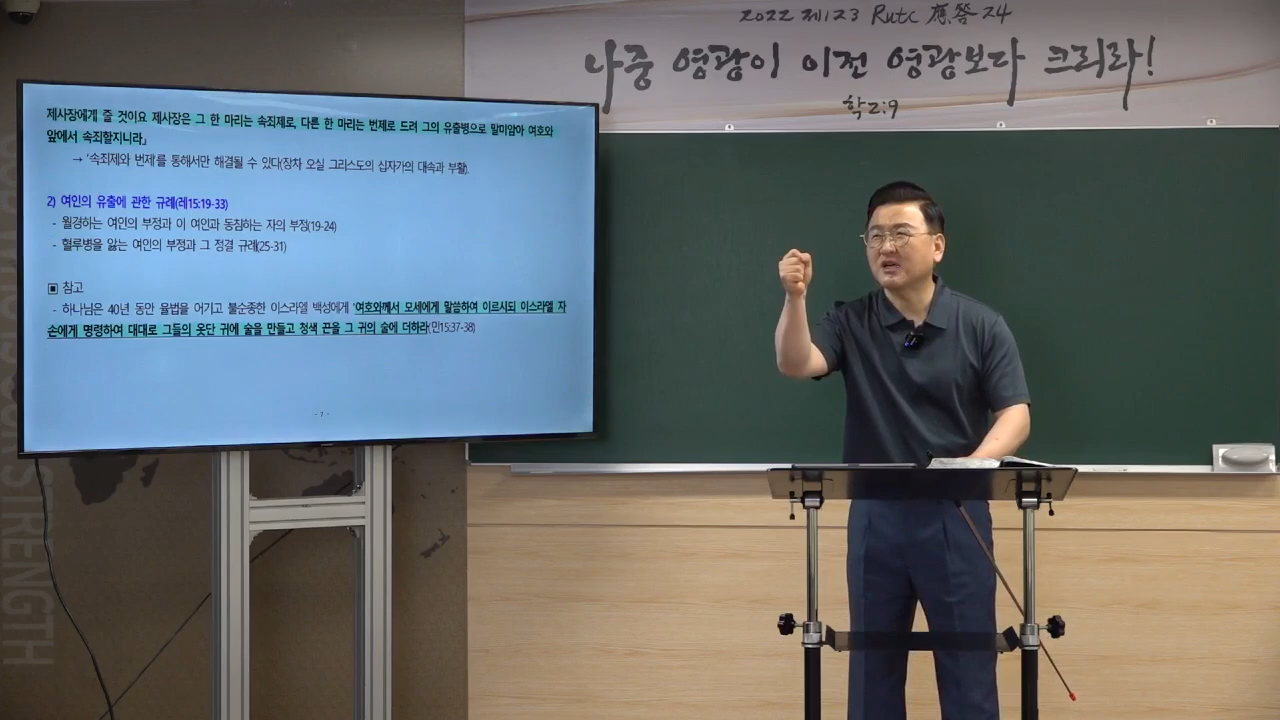 2022 제123 Rutc 應答 24
나중 영광이 이전 영광보다 크리라!
학2:9
제사장에게 줄 것이요 제사장은 그 한 마리는 속죄제로, 다른 한 마리는 번제로 드려 그의 유출병으로 말미암아 여호와
앞에서 속죄할지니라」
→ '속죄제와 번제'를 통해서만 해결될 수 있다(장차 오실 그리스도의 십자가의 대속과 부활).
2) 여인의 유출에 관한 규례(레15:19-33)
- 월경하는 여인의 부정과 이 여인과 동침하는 자의 부정(19-24)
- 혈루병을 앓는 여인의 부정과 그 정결 규례(25-31)
▣ 참고
- 하나님은 40년 동안 율법을 어기고 불순종한 이스라엘 백성에게 '여호와께서 모세에게 말씀하여 이르시되 이스라엘 자
손에게 명령하여 대대로 그들의 옷단 귀에 술을 만들고 청색 끈을 그 귀의 술에 더하라(민15:37-38)
- 7 -
STRENGTH